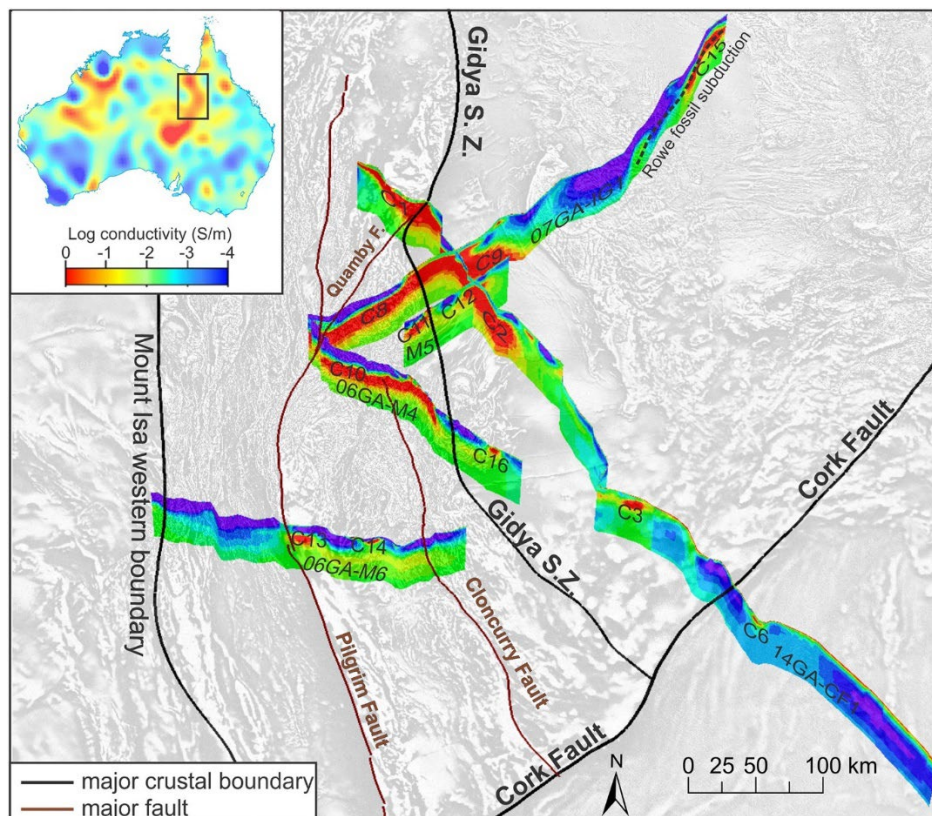 Log conductivity (S/m)
0 -1 -2 -3 -4
Gidya S. Z.
C15
Rowe fossil subduction
07GA-IG1
Quamby F.
C9
C8
C12
C11
M5
C2
C10
06GA-M4
C16
Mount Isa western boundary
Cork Fault
C3
Gidya S.Z.
C13
C14
06GA-M6
Cloncurry Fault
Pilgrim Fault
C6
14GA-CF1
Cork Fault
N
0 25 50 100 km
major crustal boundary
major fault